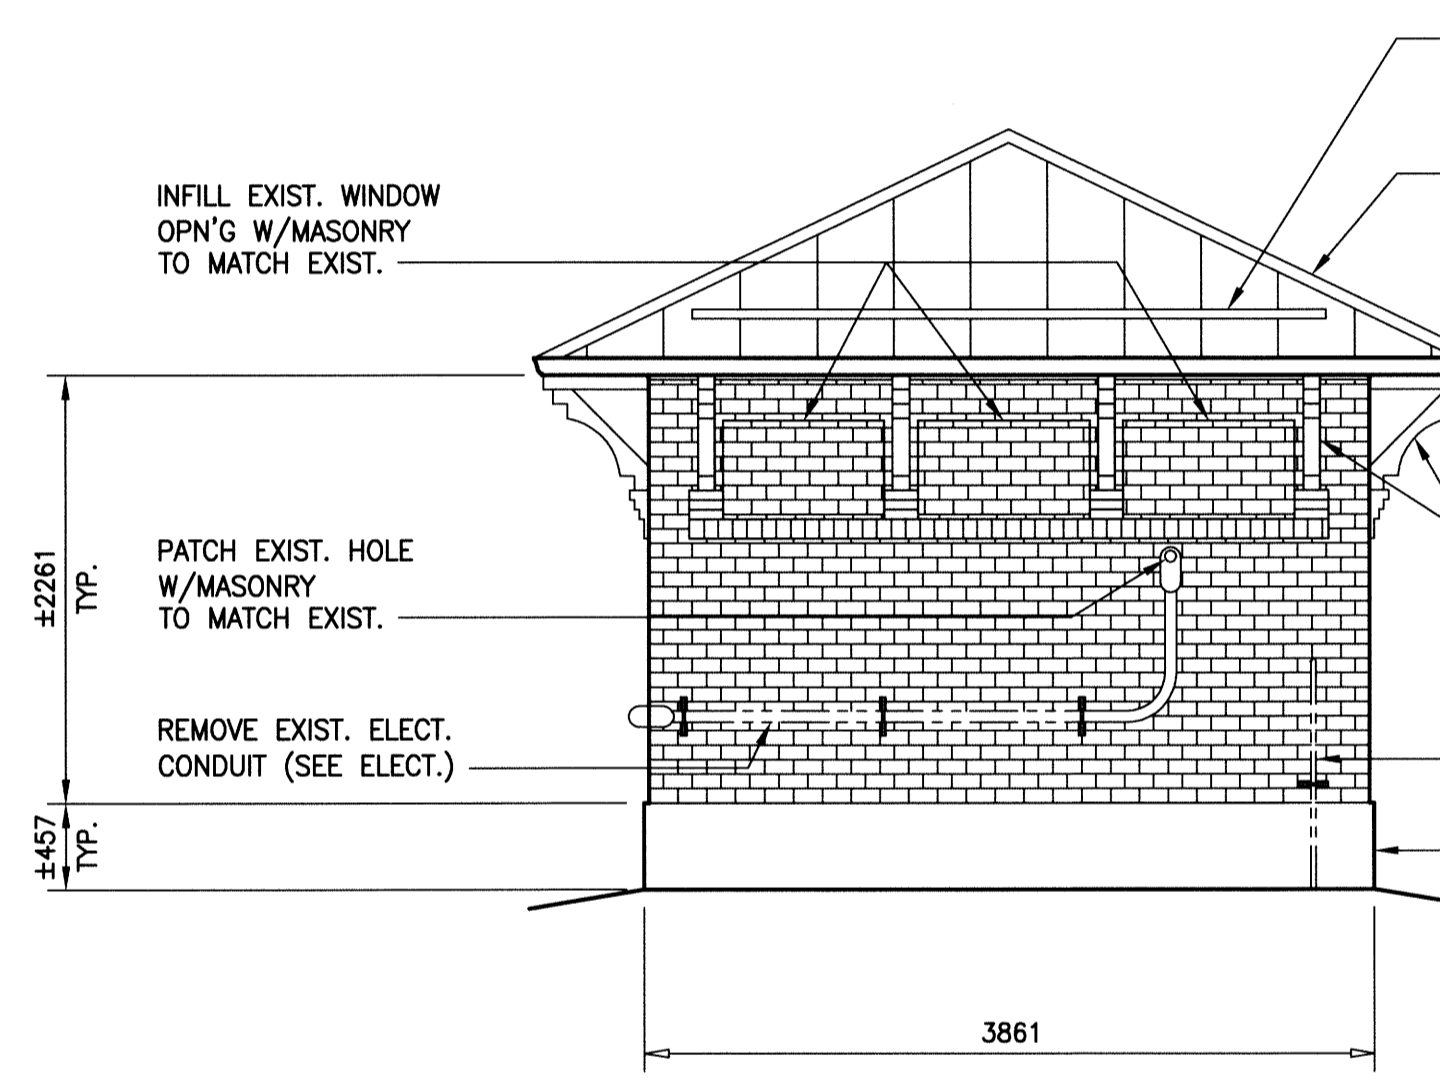 INFILL EXIST. WINDOW
OPN'G W/MASONRY
TO MATCH EXIST.
PATCH EXIST. HOLE
W/MASONRY
TO MATCH EXIST.
REMOVE EXIST. ELECT.
CONDUIT (SEE ELECT.)
±2261
TYP.
±457
TYP.
3861